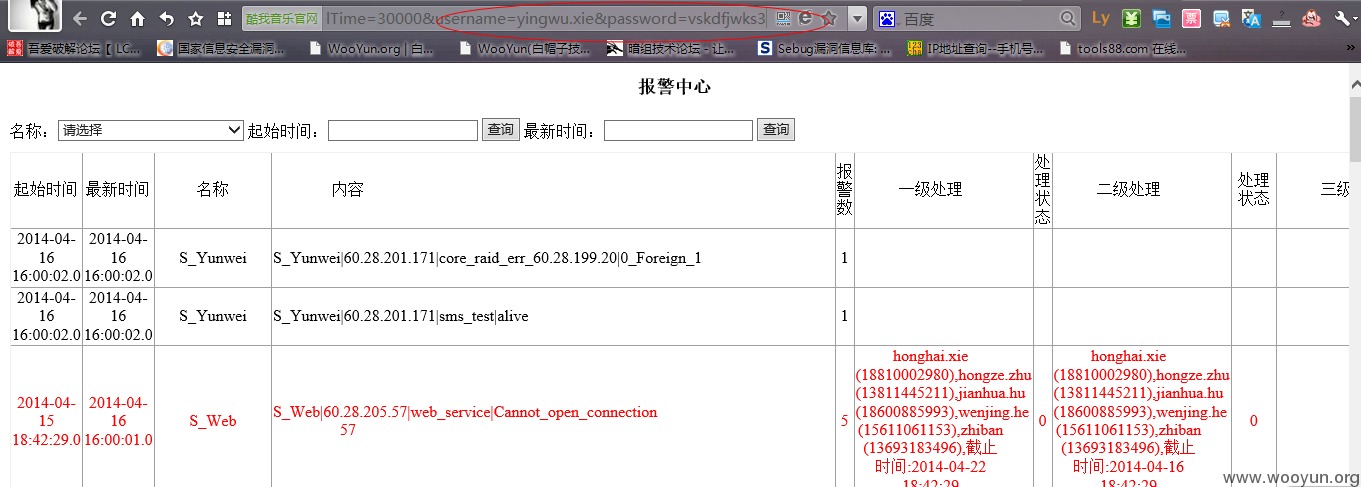 酷我音乐官网 lTime=30000&username=yingwu.xie&password=vskdfjwks3 百度 Ly
吾爱破解论坛【LC... 国家信息安全漏洞... WooYun.org | 白... WooYun(白帽子技... 暗组技术论坛 - 让... Sebug漏洞信息库: ... IP地址查询--手机号... tools88.com 在线... »
报警中心
名称： 请选择 起始时间： 查询 最新时间： 查询
起始时间 最新时间 名称 内容 报警数 一级处理 处理状态 二级处理 处理状态 三级
2014-04-16 16:00:02.0 2014-04-16 16:00:02.0 S_Yunwei S_Yunwei|60.28.201.171|core_raid_err_60.28.199.20|0_Foreign_1 1
2014-04-16 16:00:02.0 2014-04-16 16:00:02.0 S_Yunwei S_Yunwei|60.28.201.171|sms_test|alive 1
2014-04-15 18:42:29.0 2014-04-16 16:00:01.0 S_Web S_Web|60.28.205.57|web_service|Cannot_open_connection 57 5 honghai.xie (18810002980),hongze.zhu (13811445211),jianhua.hu (18600885993),wenjing.he (15611061153),zhiban (13693183496),截止时间:2014-04-22 18:42:29 0 honghai.xie (18810002980),hongze.zhu (13811445211),jianhua.hu (18600885993),wenjing.he (15611061153),zhiban (13693183496),截止时间:2014-04-16 18:42:29 0
www.wooyun.org